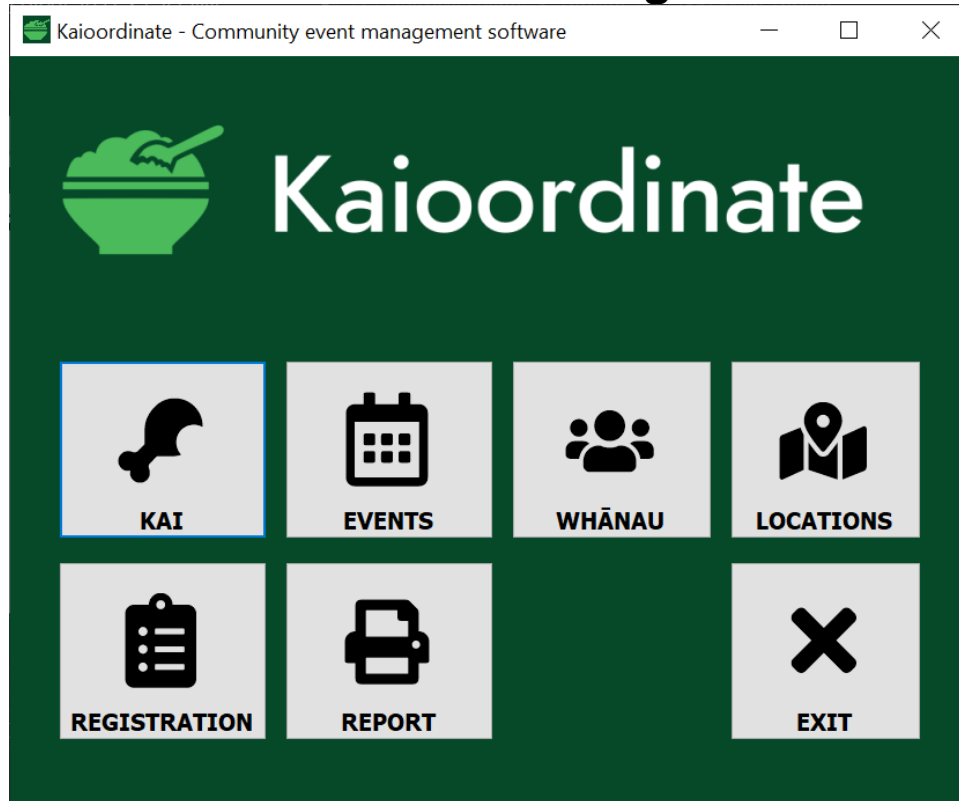 Kaioordinate - Community event management software
Kaioordinate
KAI EVENTS WHĀNAU LOCATIONS
REGISTRATION REPORT EXIT